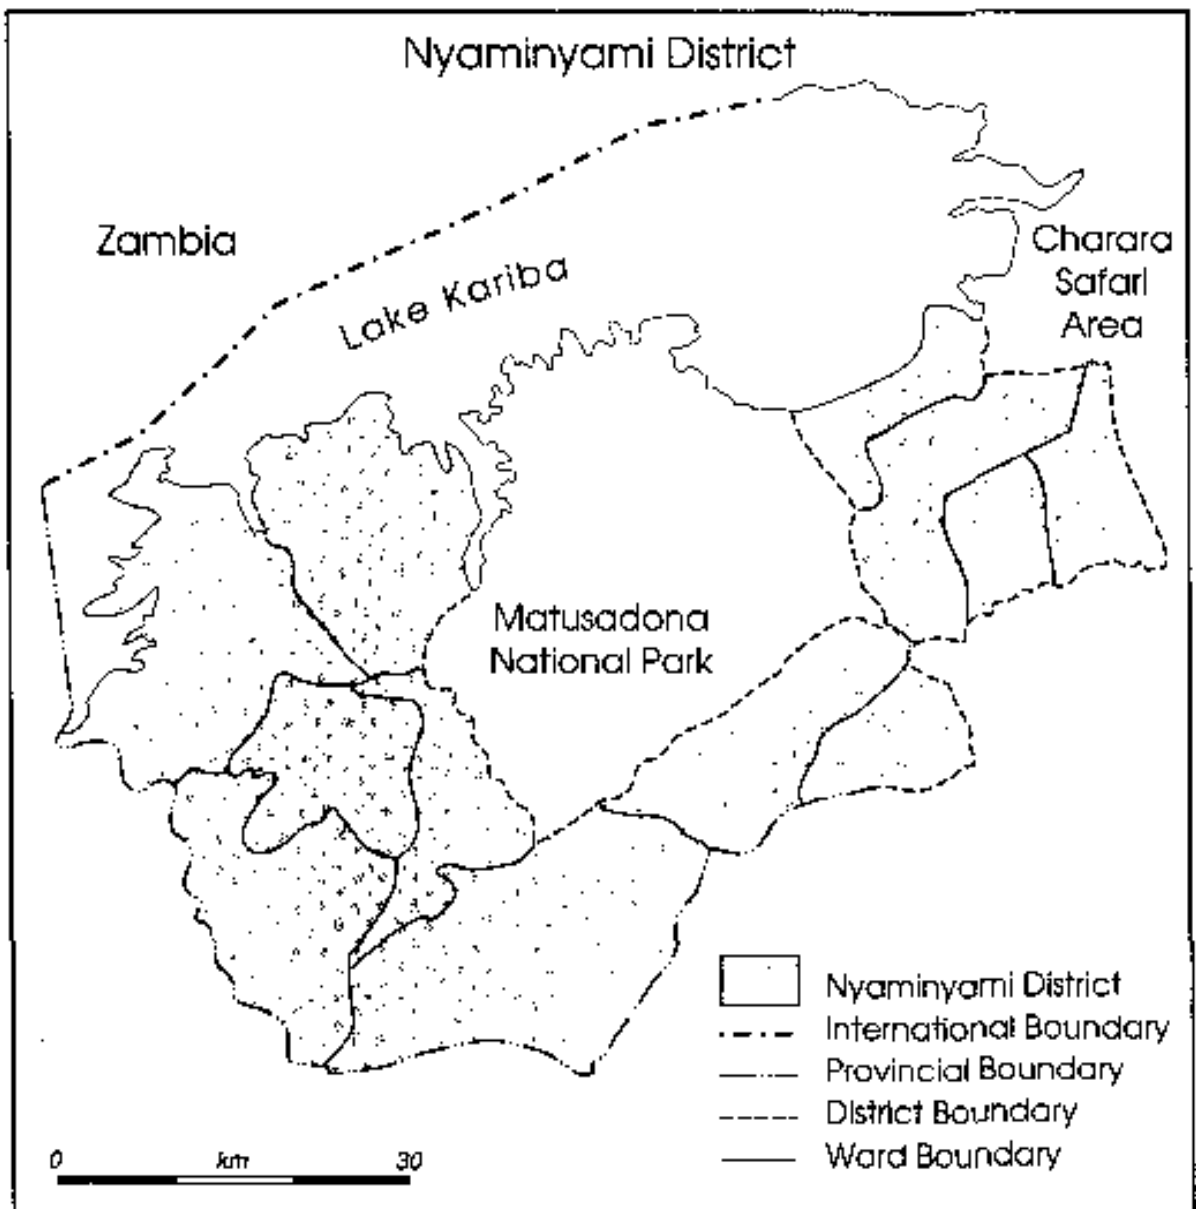 Nyaminyami District
Zambia
Lake Kariba
Charara
Safari
Area
Matusadona
National Park
Nyaminyami District
International Boundary
Provincial Boundary
District Boundary
Ward Boundary
0 km 30